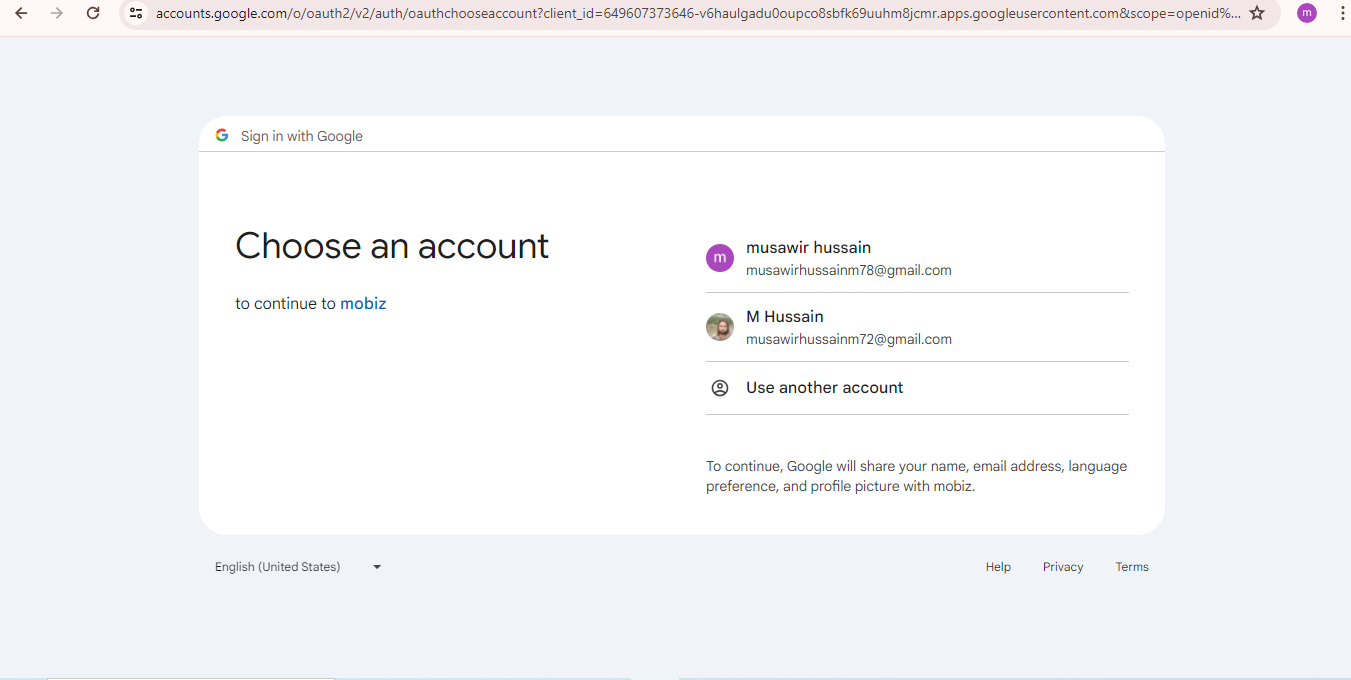 accounts.google.com/o/oauth2/v2/auth/oauthchooseaccount?client_id=649607373646-v6haulgadu0oupco8sbfk69uuhm8jcmr.apps.googleusercontent.com&scope=openid%...
m
Sign in with Google
Choose an account
to continue to mobiz
m
musawir hussain
musawirhussainm78@gmail.com
M Hussain
musawirhussainm72@gmail.com
Use another account
To continue, Google will share your name, email address, language
preference, and profile picture with mobiz.
English (United States)
Help
Privacy
Terms